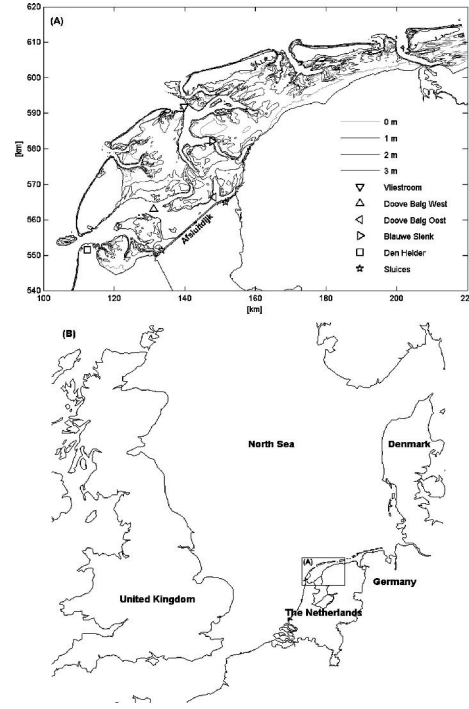 (A)
620
610
600
590
580
570
560
550
540
[km]
100 120 140 160 180 200 220
[km]
0 m
1 m
2 m
3 m
Vliestroom
Doove Balg West
Doove Balg Oost
Blauwe Slenk
Den Helder
Sluices
Afsluitdijk
(B)
North Sea
Denmark
(A)
Germany
United Kingdom
The Netherlands